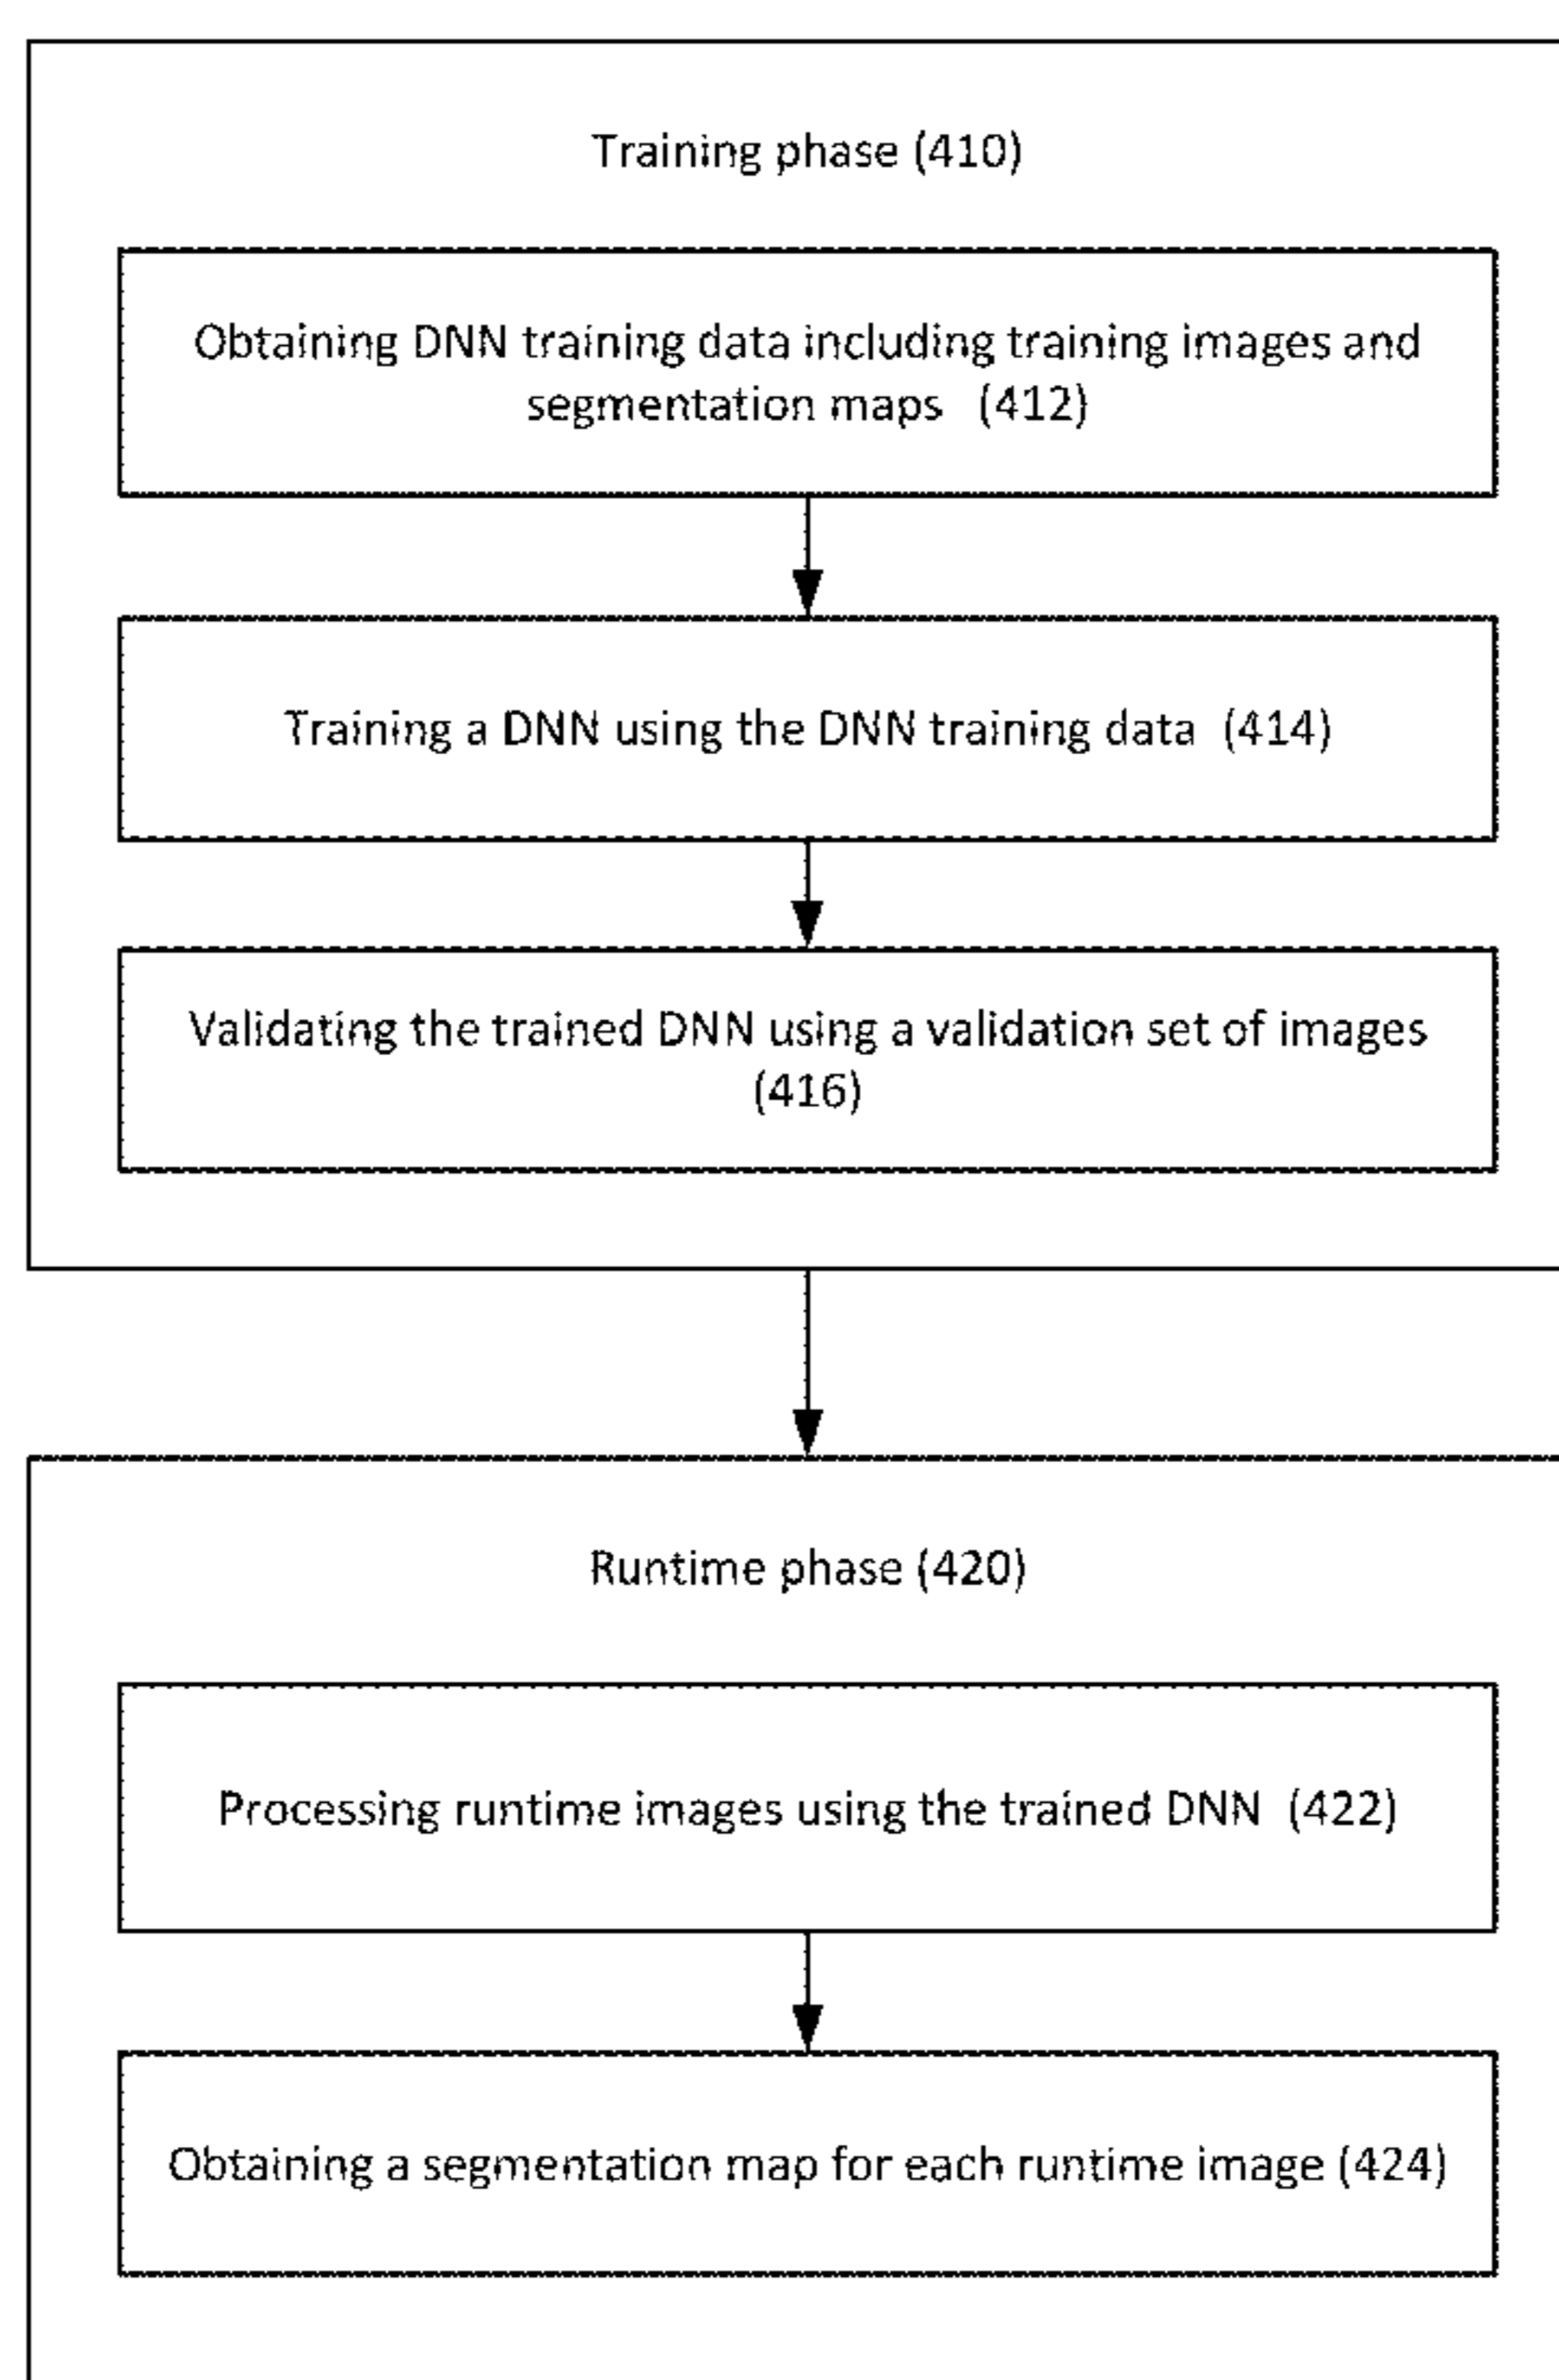 Training phase (410)
Obtaining DNN training data including training images and
segmentation maps (412)
Training a DNN using the DNN training data (414)
Validating the trained DNN using a validation set of images
(416)
Runtime phase (420)
Processing runtime images using the trained DNN (422)
Obtaining a segmentation map for each runtime image (424)